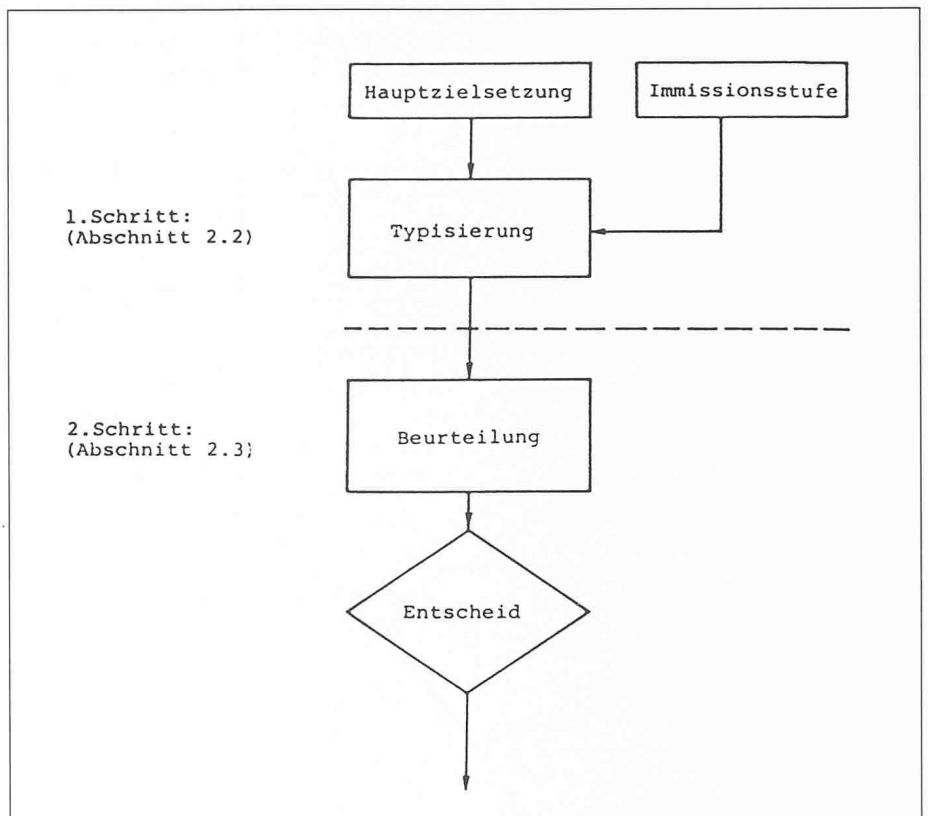 Hauptzielsetzung
Immissionsstufe
1.Schritt:
(Abschnitt 2.2)
Typisierung
2.Schritt:
(Abschnitt 2.3)
Beurteilung
Entscheid